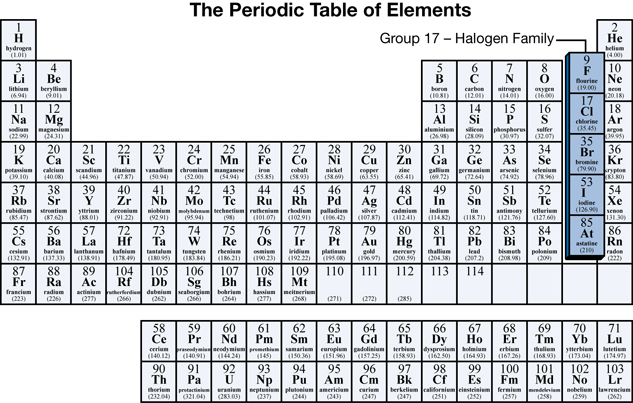 The Periodic Table of Elements
Group 17 – Halogen Family
1
H
hydrogen
(1.01)
2
He
helium
(4.00)
3
Li
lithium
(6.94)
4
Be
beryllium
(9.01)
5
B
boron
(10.81)
6
C
carbon
(12.01)
7
N
nitrogen
(14.01)
8
O
oxygen
(16.00)
9
F
flourine
(19.00)
10
Ne
neon
(20.18)
11
Na
sodium
(22.99)
12
Mg
magnesium
(24.31)
13
Al
aluminium
(26.98)
14
Si
silicon
(28.09)
15
P
phosphorus
(30.97)
16
S
sulfer
(32.07)
17
Cl
chlorine
(35.45)
18
Ar
argon
(39.95)
19
K
potassium
(39.10)
20
Ca
calcium
(40.08)
21
Sc
scandium
(44.96)
22
Ti
titanium
(47.87)
23
V
vanadium
(50.94)
24
Cr
chromium
(52.00)
25
Mn
manganese
(54.94)
26
Fe
iron
(55.85)
27
Co
cobalt
(58.93)
28
Ni
nickel
(58.69)
29
Cu
copper
(63.55)
30
Zn
zinc
(65.41)
31
Ga
gallium
(69.72)
32
Ge
germanium
(72.64)
33
As
arsenic
(74.92)
34
Se
selenium
(78.96)
35
Br
bromine
(79.90)
36
Kr
krypton
(83.80)
37
Rb
rubidium
(85.47)
38
Sr
strontium
(87.62)
39
Y
yttrium
(88.01)
40
Zr
zirconium
(91.22)
41
Nb
niobium
(92.91)
42
Mo
molybdenum
(95.94)
43
Tc
technetium
(98)
44
Ru
ruthenium
(101.07)
45
Rh
rhodium
(102.91)
46
Pd
palladium
(106.42)
47
Ag
silver
(107.87)
48
Cd
cadmium
(112.41)
49
In
indium
(114.82)
50
Sn
tin
(118.71)
51
Sb
antimony
(121.76)
52
Te
tellurium
(127.60)
53
I
iodine
(126.90)
54
Xe
xenon
(131.30)
55
Cs
cesium
(132.91)
56
Ba
barium
(137.33)
57
La
lanthanum
(138.91)
72
Hf
hafnium
(178.49)
73
Ta
tantalum
(180.95)
74
W
tungsten
(183.84)
75
Re
rhenium
(186.21)
76
Os
osmium
(190.23)
77
Ir
iridium
(192.22)
78
Pt
platinum
(195.08)
79
Au
gold
(196.97)
80
Hg
mercury
(200.59)
81
Tl
thallium
(204.38)
82
Pb
lead
(207.2)
83
Bi
bismuth
(208.98)
84
Po
polonium
(209)
85
At
astatine
(210)
86
Rn
radon
(222)
87
Fr
francium
(223)
88
Ra
radium
(226)
89
Ac
actinium
(277)
104
Rf
rutherfordium
(266)
105
Db
dubnium
(262)
106
Sg
seaborgium
(266)
107
Bh
bohrium
(264)
108
Hs
hassium
(277)
109
Mt
meitnerium
(268)
110
(271)
111
(272)
112
(285)
113
114
58
Ce
cerium
(140.12)
59
Pr
praseodymium
(140.91)
60
Nd
neodymium
(144.24)
61
Pm
promethium
(145)
62
Sm
samarium
(150.36)
63
Eu
europium
(151.96)
64
Gd
gadolinium
(157.25)
65
Tb
terbium
(158.93)
66
Dy
dysprosium
(162.50)
67
Ho
holmium
(164.93)
68
Er
erbium
(167.26)
69
Tm
thulium
(168.93)
70
Yb
ytterbium
(173.04)
71
Lu
lutetium
(174.97)
90
Th
thorium
(232.04)
91
Pa
protactinium
(321.04)
92
U
uranium
(283.03)
93
Np
neptunium
(237)
94
Pu
plutonium
(244)
95
Am
americium
(243)
96
Cm
curium
(247)
97
Bk
berkelium
(247)
98
Cf
californium
(251)
99
Es
einsteinium
(252)
100
Fm
fermium
(257)
101
Md
mendelevium
(258)
102
No
nobelium
(259)
103
Lr
lawrencium
(262)